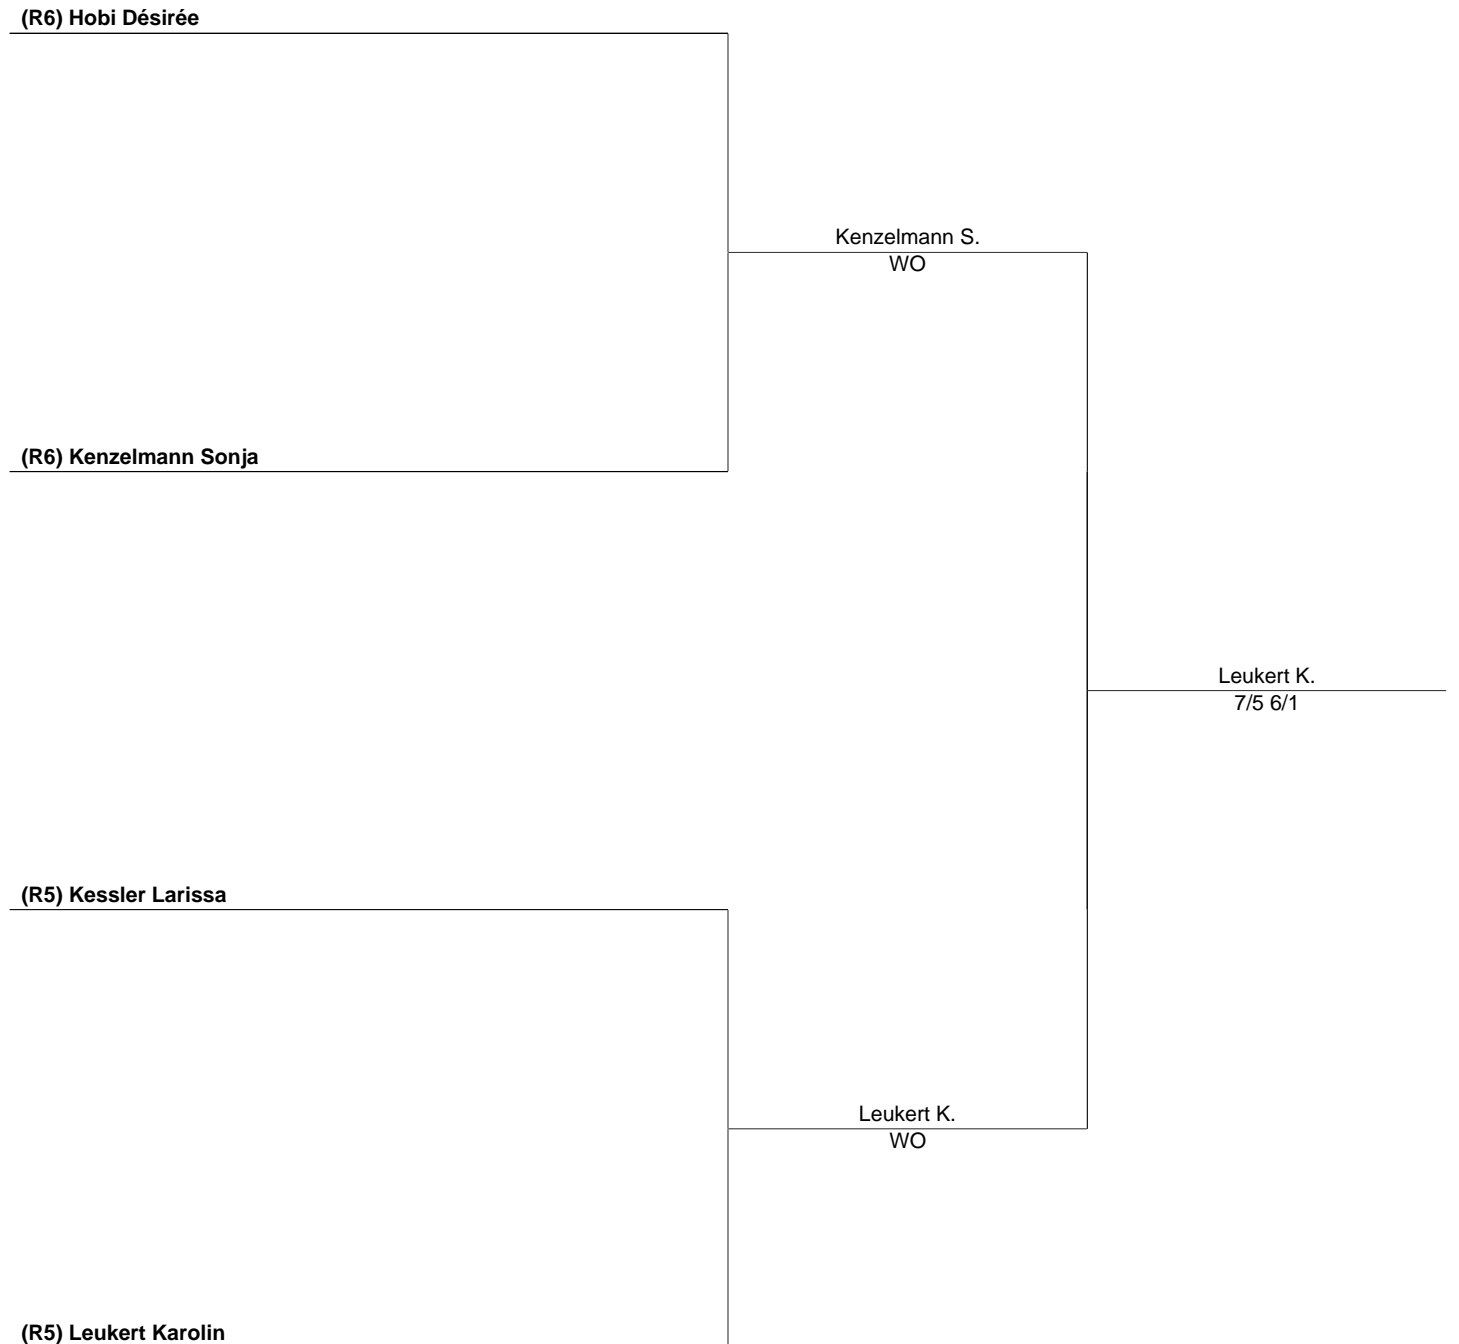 (R6) Hobi Désirée
Kenzelmann S.
WO
(R6) Kenzelmann Sonja
Leukert K.
7/5 6/1
(R5) Kessler Larissa
Leukert K.
WO
(R5) Leukert Karolin